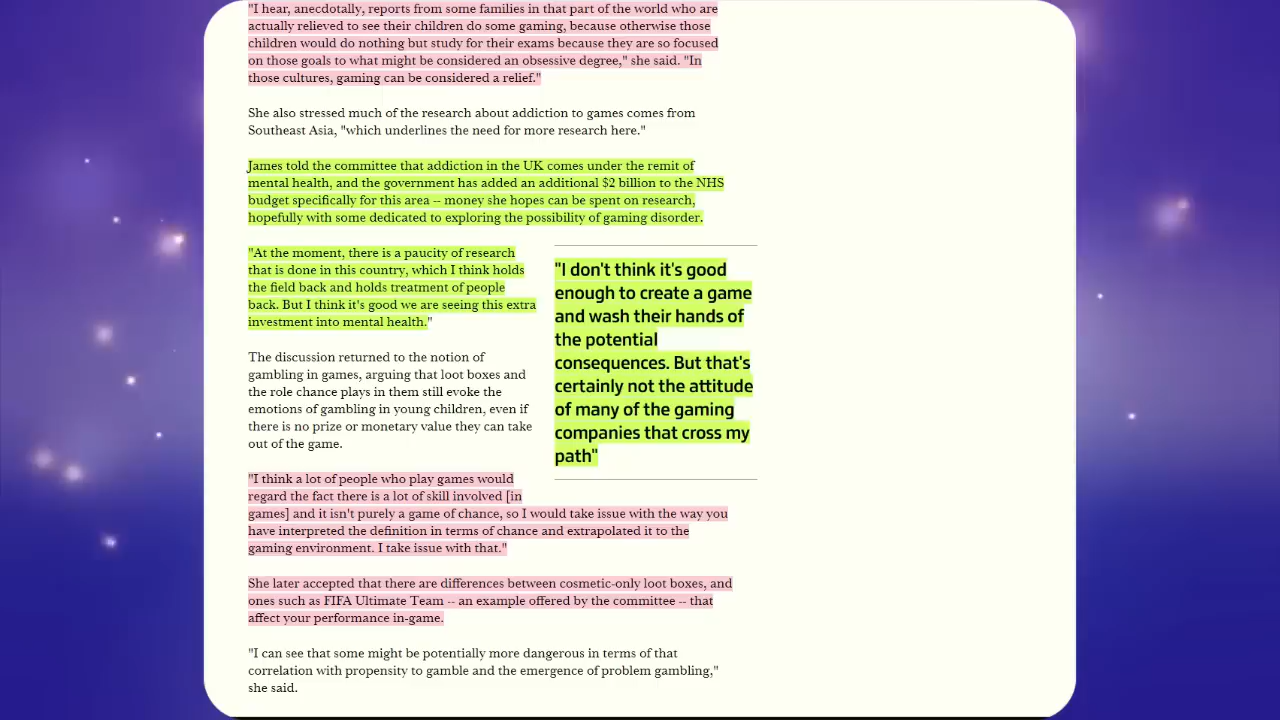 "I hear, anecdotally, reports from some families in that part of the world who are
actually relieved to see their children do some gaming, because otherwise those
children would do nothing but study for their exams because they are so focused
on those goals to what might be considered an obsessive degree," she said. "In
those cultures, gaming can be considered a relief."
She also stressed much of the research about addiction to games comes from
Southeast Asia, "which underlines the need for more research here."
James told the committee that addiction in the UK comes under the remit of
mental health, and the government has added an additional $2 billion to the NHS
budget specifically for this area -- money she hopes can be spent on research,
hopefully with some dedicated to exploring the possibility of gaming disorder.
"At the moment, there is a paucity of research
that is done in this country, which I think holds
the field back and holds treatment of people
back. But I think it's good we are seeing this extra
investment into mental health."
The discussion returned to the notion of
gambling in games, arguing that loot boxes and
the role chance plays in them still evoke the
emotions of gambling in young children, even if
there is no prize or monetary value they can take
out of the game.
"I don't think it's good
enough to create a game
and wash their hands of
the potential
consequences. But that's
certainly not the attitude
of many of the gaming
companies that cross my
path"
"I think a lot of people who play games would
regard the fact there is a lot of skill involved [in
games] and it isn't purely a game of chance, so I would take issue with the way you
have interpreted the definition in terms of chance and extrapolated it to the
gaming environment. I take issue with that."
She later accepted that there are differences between cosmetic-only loot boxes, and
ones such as FIFA Ultimate Team -- an example offered by the committee -- that
affect your performance in-game.
"I can see that some might be potentially more dangerous in terms of that
correlation with propensity to gamble and the emergence of problem gambling,"
she said.